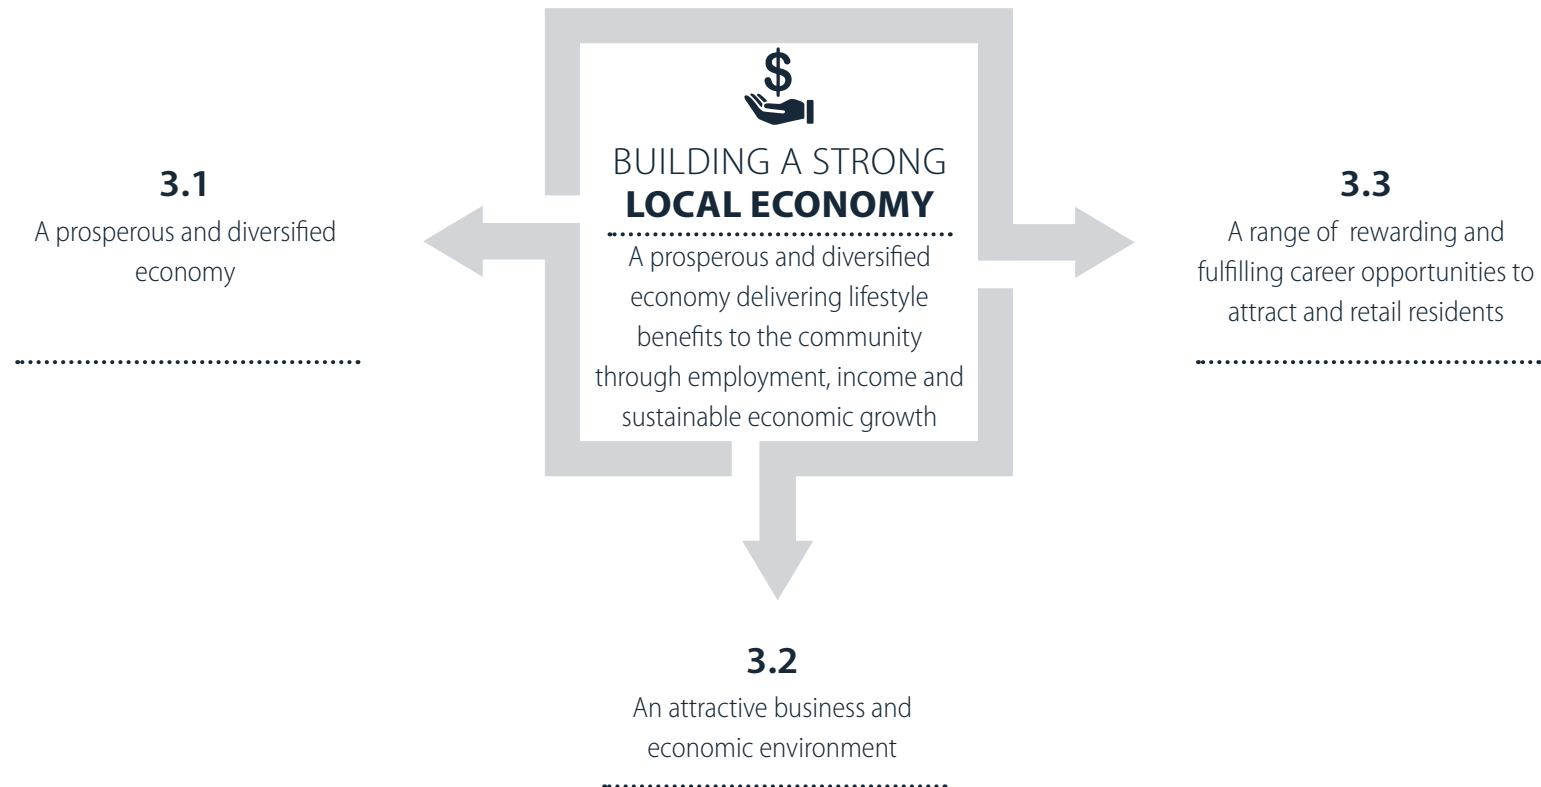 $
BUILDING A STRONG
LOCAL ECONOMY
A prosperous and diversified
economy delivering lifestyle
benefits to the community
through employment, income and
sustainable economic growth
3.1
A prosperous and diversified
economy
3.3
A range of  rewarding and
fulfilling career opportunities to
attract and retail residents
3.2
An attractive business and
economic environment